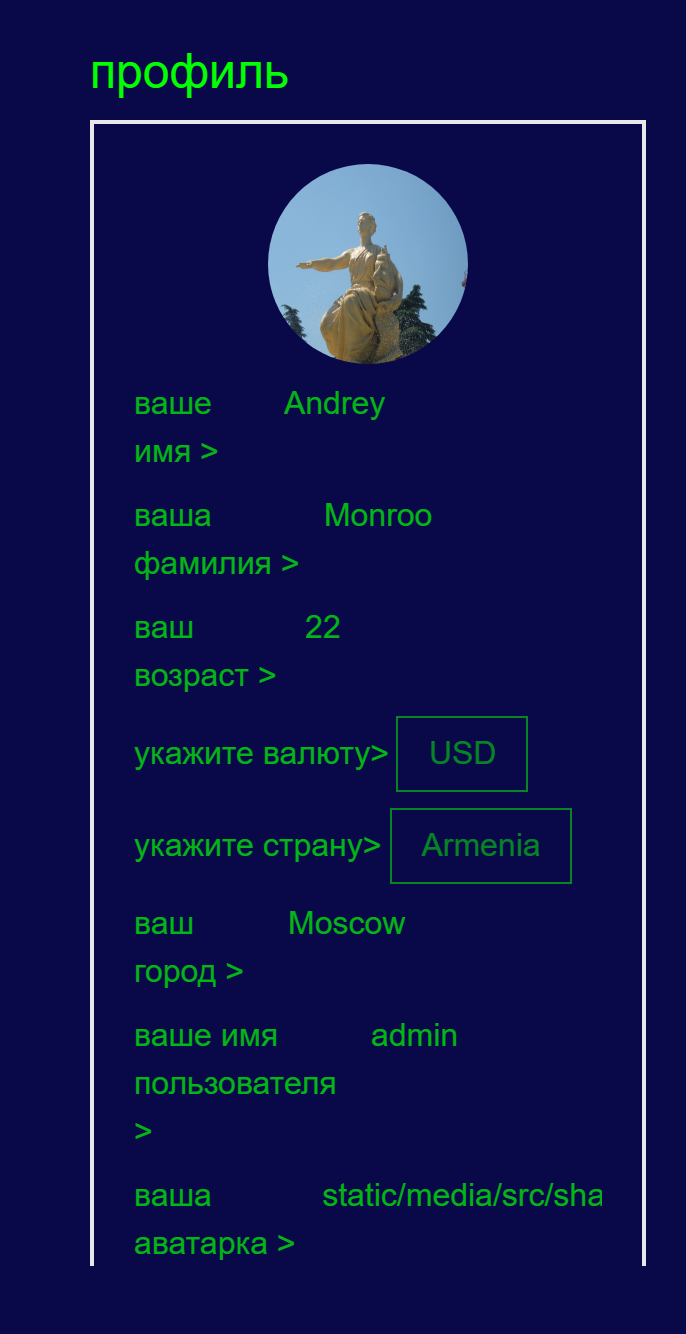 профиль
ваше Andrey
имя >
ваша Monroo
фамилия >
ваш 22
возраст >
укажите валюту> USD
укажите страну> Armenia
ваш Moscow
город >
ваше имя admin
пользователя
>
ваша static/media/src/sha
аватарка >